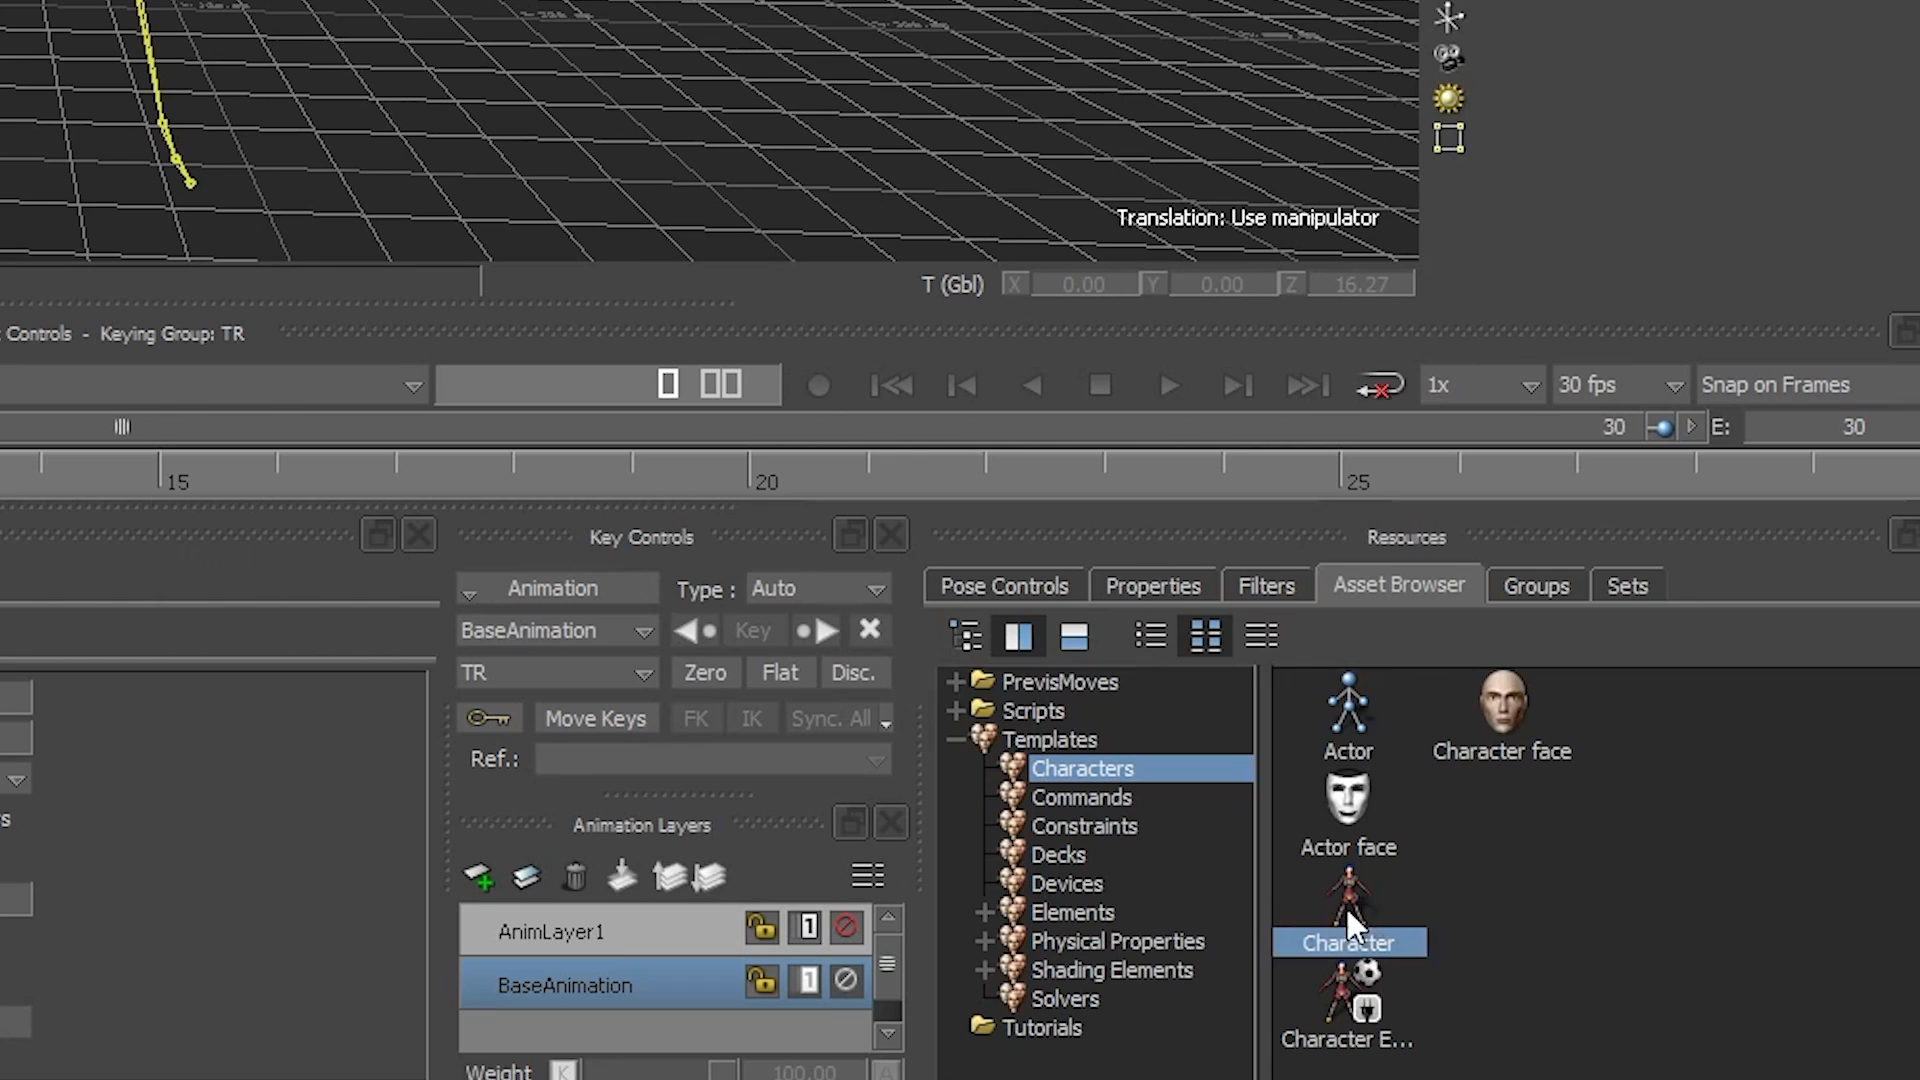 Translation: Use manipulator
T (Gbl) X 0.00 Y 0.00 Z 16.27
Controls - Keying Group: TR
1x 30 fps Snap on Frames
30 E: 30
15 20 25
Key Controls
Resources
Animation Type : Auto
BaseAnimation Key
TR Zero Flat Disc.
Move Keys FK IK Sync. All
Ref.:
Pose Controls Properties Filters Asset Browser Groups Sets
PrevisMoves
Scripts
Templates
Characters
Commands
Constraints
Decks
Devices
Elements
Physical Properties
Shading Elements
Solvers
Tutorials
Actor
Character face
Actor face
Character
Character E...
s
Animation Layers
AnimLayer1 1
BaseAnimation 1
Weight K 100.00 A